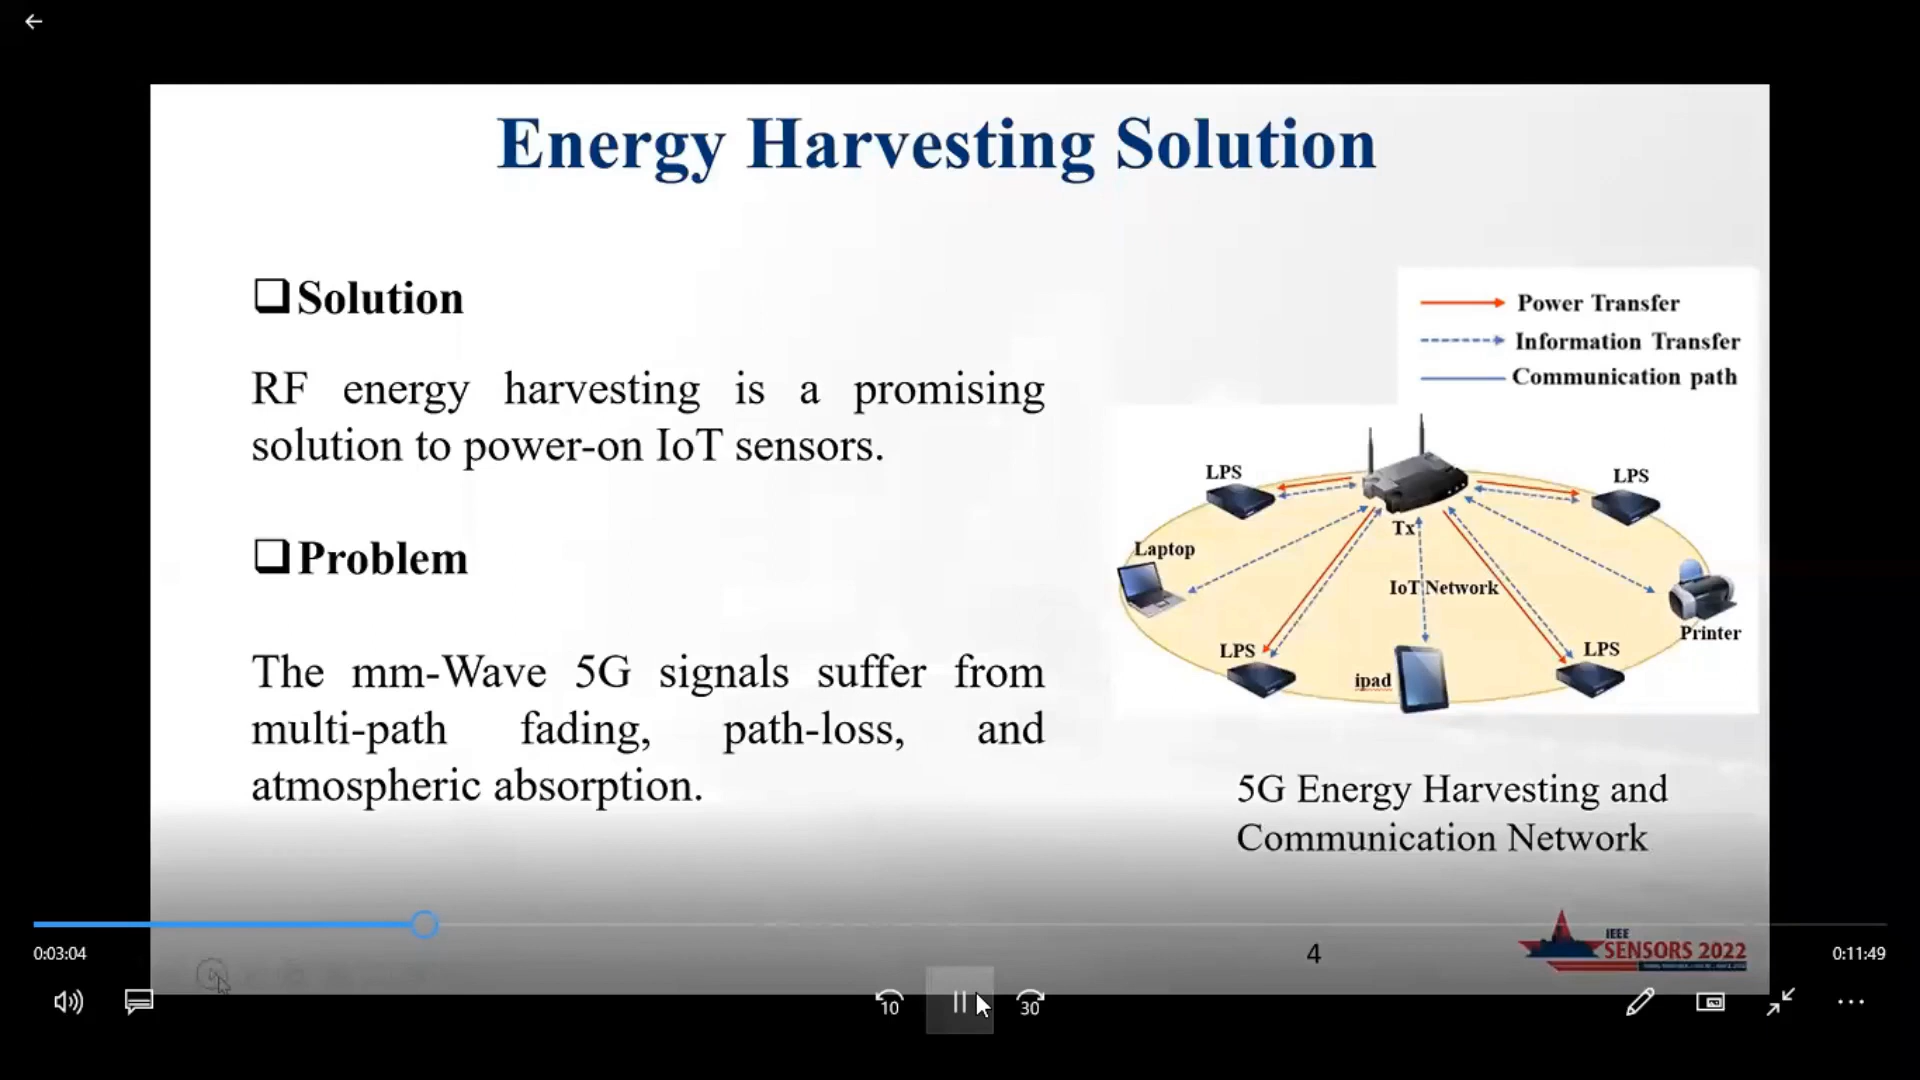 Energy Harvesting Solution
Solution
RF energy harvesting is a promising
solution to power-on IoT sensors.
Problem
The mm-Wave 5G signals suffer from
multi-path fading, path-loss, and
atmospheric absorption.
Power Transfer
Information Transfer
Communication path
LPS
LPS
Tx
Laptop
IoT Network
Printer
LPS
ipad
LPS
5G Energy Harvesting and
Communication Network
4
IEEE
SENSORS 2022
0:03:04
0:11:49
10
30